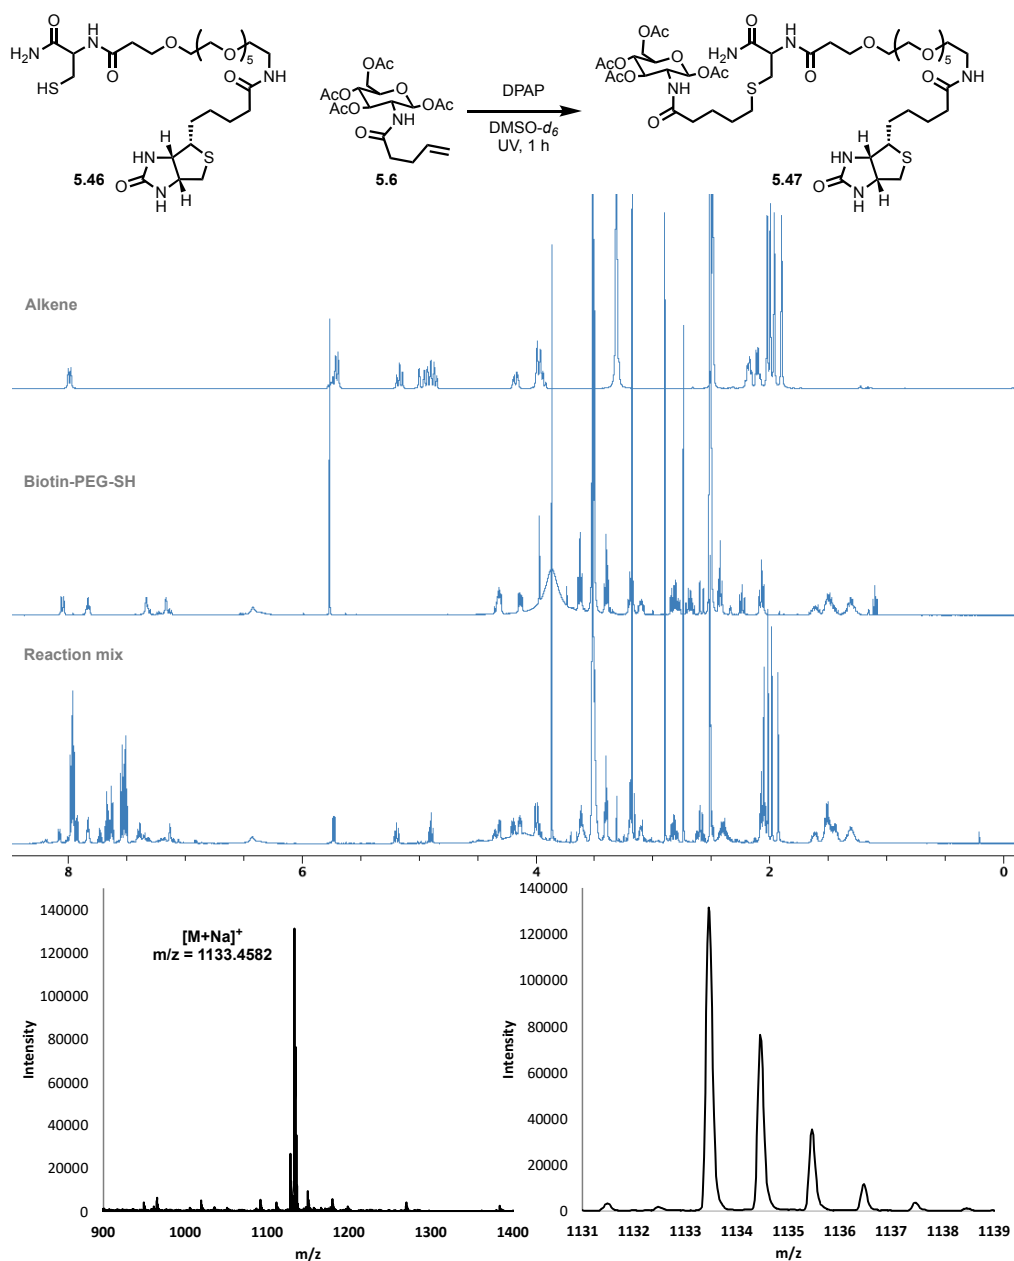 O
H2N
H
N
O
O
O
5
HS
O
NH
H
HN
S
O
N
H
H
5.46
OAc
O
AcO
AcO
OAc
NH
O
5.6
DPAP
DMSO-d6
UV, 1 h
OAc
O
AcO
AcO
OAc
NH
O
S
O
H2N
H
N
O
O
O
5
O
NH
H
HN
S
O
N
H
H
5.47
Alkene
Biotin-PEG-SH
Reaction mix
8 6 4 2 0
140000
120000
100000
80000
60000
40000
20000
0
Intensity
[M+Na]+
m/z = 1133.4582
900 1000 1100 1200 1300 1400
m/z
140000
120000
100000
80000
60000
40000
20000
0
Intensity
1131 1132 1133 1134 1135 1136 1137 1138 1139
m/z